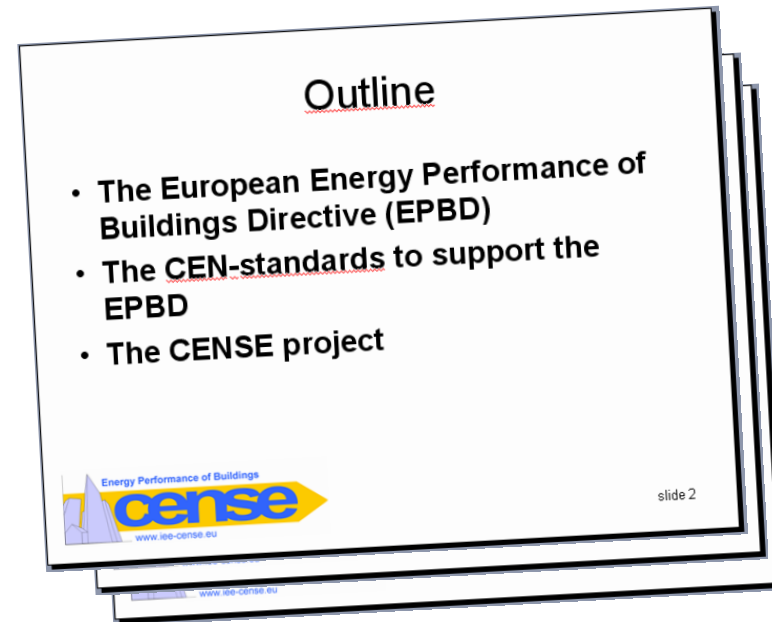 Outline
• The European Energy Performance of
Buildings Directive (EPBD)
• The CEN-standards to support the
EPBD
• The CENSE project
Energy Performance of Buildings
cense
www.iee-cense.eu
slide 2
www.iee-cense.eu